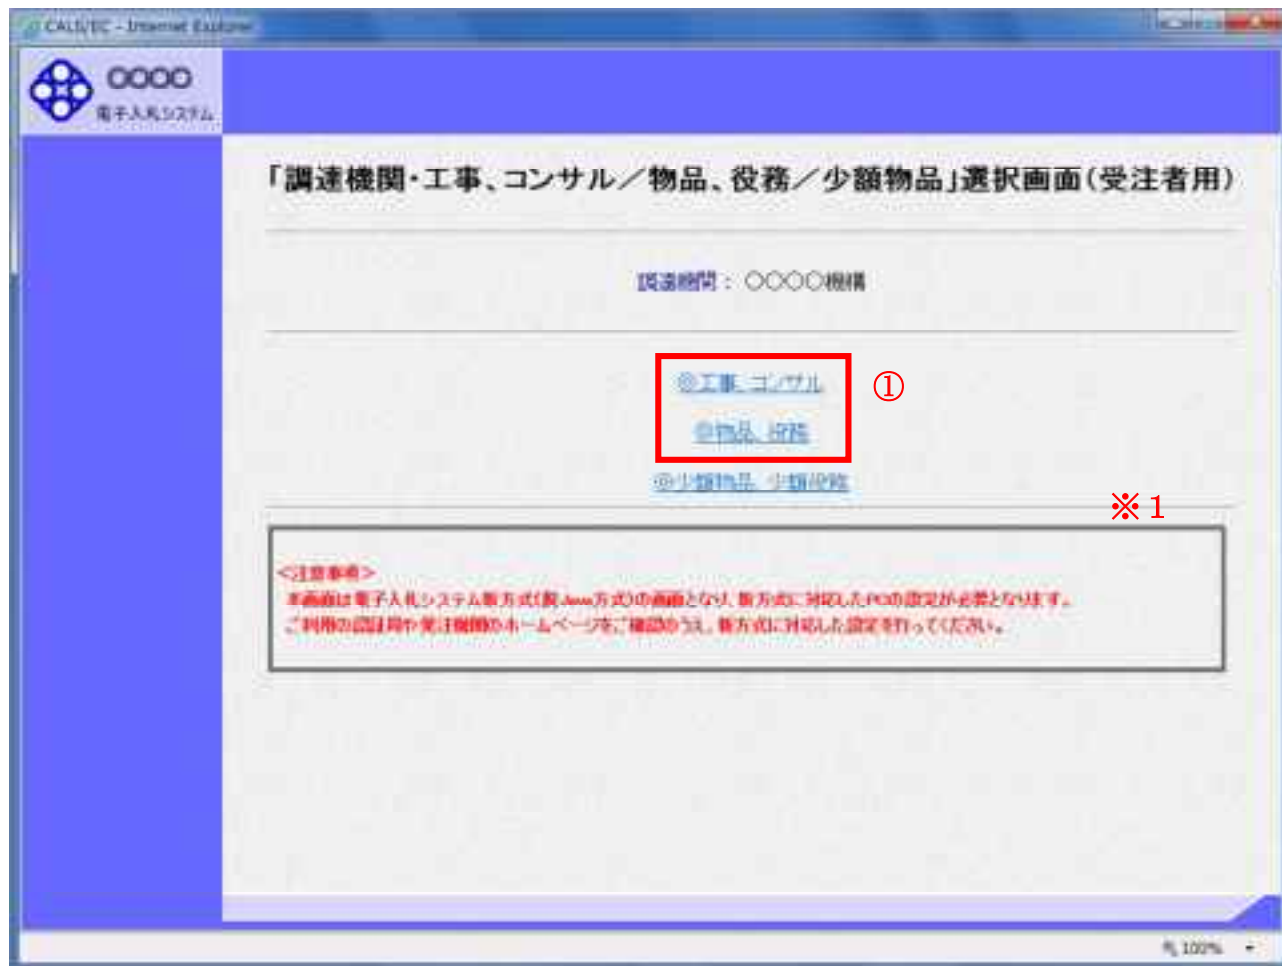 CALS/EC - Internet Explorer
○○○○
電子入札システム
「調達機関・工事、コンサル／物品、役務／少額物品」選択画面(受注者用)
調達機関： ○○○○機構
◎工事、コンサル
①
◎物品、役務
◎少額物品、少額役務
※１
<注意事項>
本画面は電子入札システム新方式(脱Java方式)の画面となり、新方式に対応したPCの設定が必要となります。
ご利用の認証局や発注機関のホームページをご確認のうえ、新方式に対応した設定を行ってください。
100%